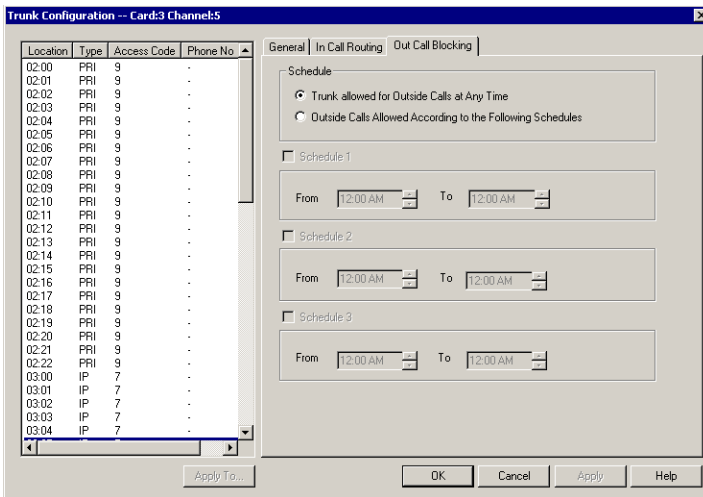 Trunk Configuration -- Card:3 Channel:5
Location Type Access Code Phone No
02:00 PRI 9 -
02:01 PRI 9 -
02:02 PRI 9 -
02:03 PRI 9 -
02:04 PRI 9 -
02:05 PRI 9 -
02:06 PRI 9 -
02:07 PRI 9 -
02:08 PRI 9 -
02:09 PRI 9 -
02:10 PRI 9 -
02:11 PRI 9 -
02:12 PRI 9 -
02:13 PRI 9 -
02:14 PRI 9 -
02:15 PRI 9 -
02:16 PRI 9 -
02:17 PRI 9 -
02:18 PRI 9 -
02:19 PRI 9 -
02:20 PRI 9 -
02:21 PRI 9 -
02:22 PRI 9 -
03:00 IP 7 -
03:01 IP 7 -
03:02 IP 7 -
03:03 IP 7 -
03:04 IP 7 -
Apply To...
General In Call Routing Out Call Blocking
Schedule
Trunk allowed for Outside Calls at Any Time
Outside Calls Allowed According to the Following Schedules
Schedule 1
From 12:00 AM To 12:00 AM
Schedule 2
From 12:00 AM To 12:00 AM
Schedule 3
From 12:00 AM To 12:00 AM
OK Cancel Apply Help